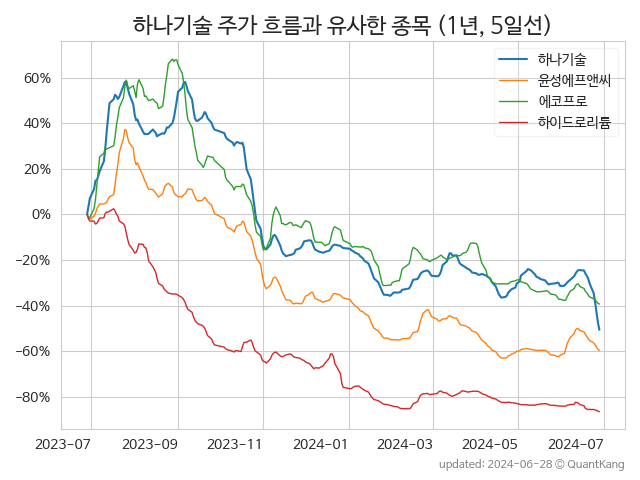 하나기술 주가 흐름과 유사한 종목 (1년, 5일선)
하나기술
윤성에프앤씨
에코프로
하이드로리튬
60%
40%
20%
0%
−20%
−40%
−60%
−80%
2023-07 2023-09 2023-11 2024-01 2024-03 2024-05 2024-07
updated: 2024-06-28 © QuantKang